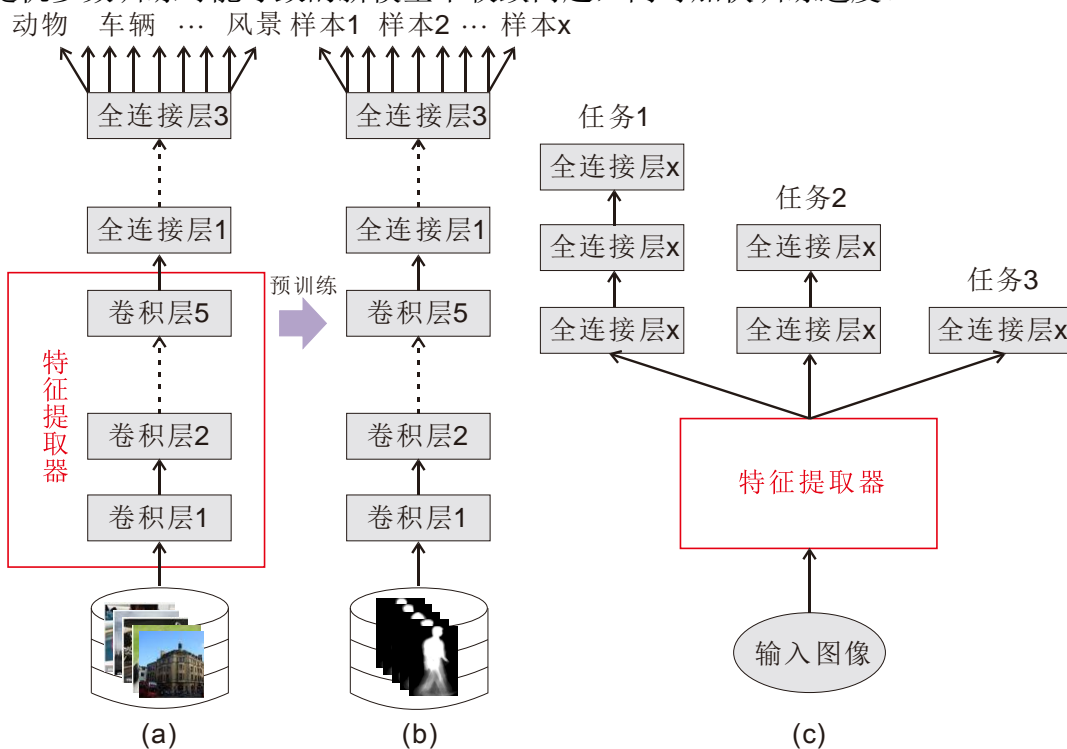 动物 车辆 … 风景
全连接层3
全连接层1
卷积层5
特征提取器
卷积层2
卷积层1
(a)
预训练
样本1 样本2 … 样本x
全连接层3
全连接层1
卷积层5
卷积层2
卷积层1
(b)
任务1
全连接层x
全连接层x
全连接层x
任务2
全连接层x
全连接层x
任务3
全连接层x
特征提取器
输入图像
(c)